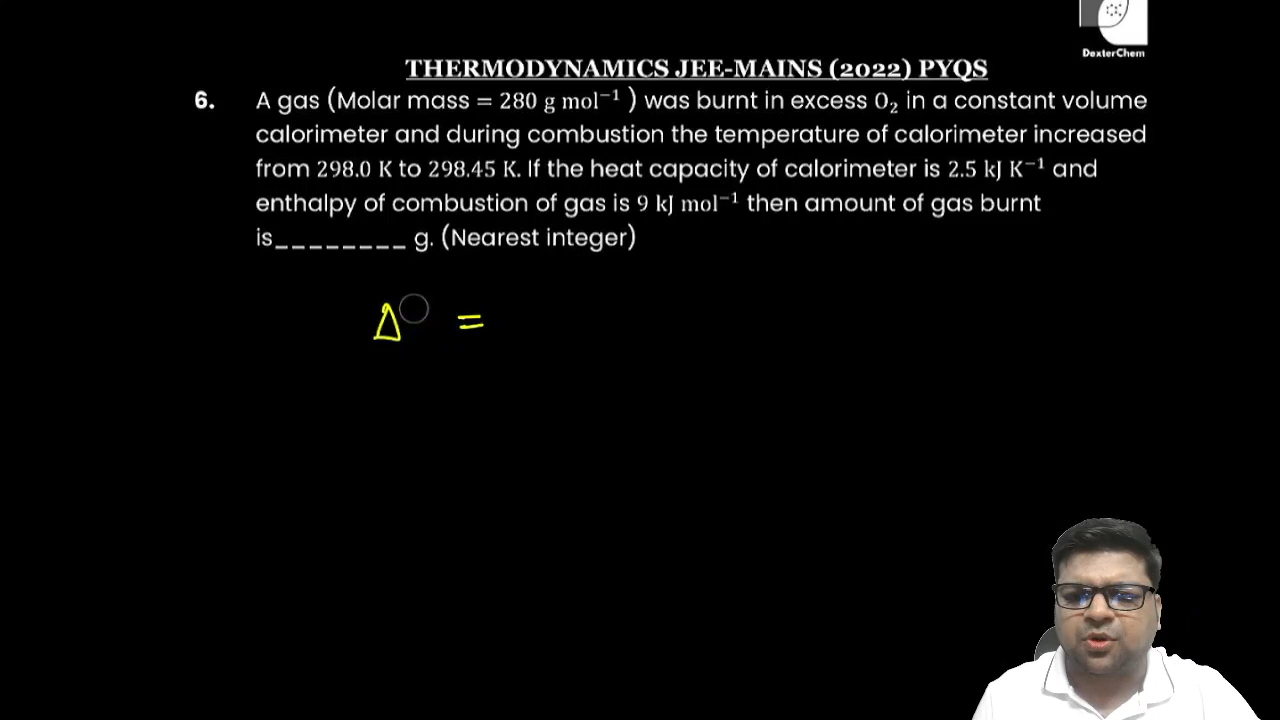 DexterChem
THERMODYNAMICS JEE-MAINS (2022) PYQS
6. A gas (Molar mass = 280 g mol⁻¹ ) was burnt in excess O₂ in a constant volume
calorimeter and during combustion the temperature of calorimeter increased
from 298.0 K to 298.45 K. If the heat capacity of calorimeter is 2.5 kJ K⁻¹ and
enthalpy of combustion of gas is 9 kJ mol⁻¹ then amount of gas burnt
is________ g. (Nearest integer)
Δ =